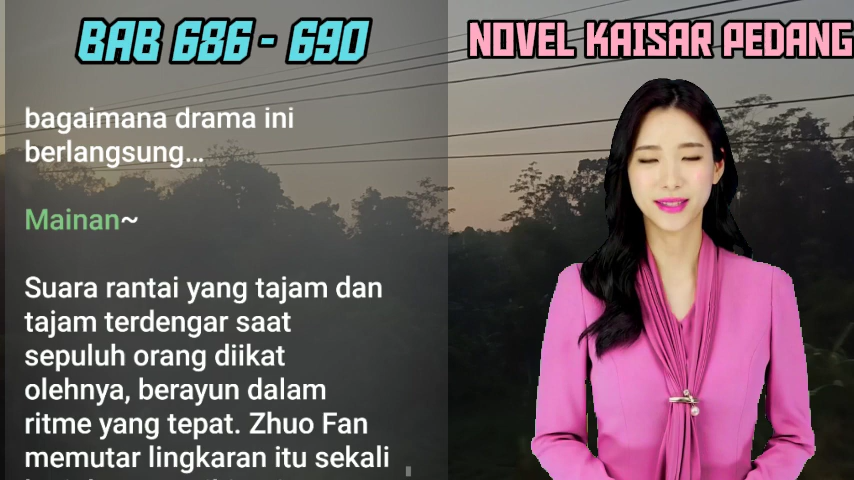 BAB 686 - 690
NOVEL KAISAR PEDANG
bagaimana drama ini
berlangsung...
Mainan~
Suara rantai yang tajam dan
tajam terdengar saat
sepuluh orang diikat
olehnya, berayun dalam
ritme yang tepat. Zhuo Fan
memutar lingkaran itu sekali